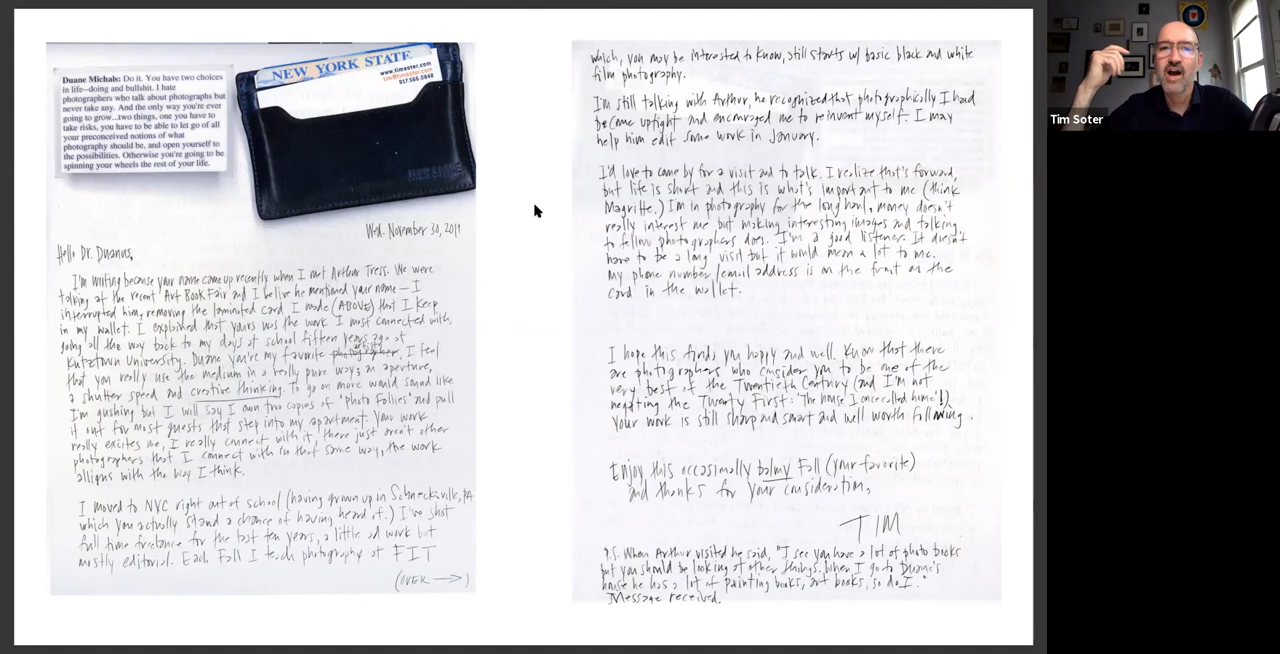 Duane Michals: Do it. You have two choices
in life--doing and bullshit. I hate
photographers who talk about photographs but
never take any. And the only way you're ever
going to grow...two things, one you have to
take risks, you have to be able to let go of all
your preconceived notions of what
photography should be, and open yourself to
the possibilities. Otherwise you're going to be
spinning your wheels the rest of your life.
NEW YORK STATE
www.timsoter.com
tim@timsoter.com
917.566.0840
Wed. November 30, 2011
Hello Dr. Duanus,
I'm writing because your name came up recently when I met Arthur Tress. We were
talking at the recent Art Book Fair and I belive he mentioned your name – I
interrupted him, removing the laminated card I made (ABOVE) that I keep
in my wallet. I explained that yours was the work I most connected with,
going all the way back to my days at school fifteen years ago at
Kutztown University. Duane you're my favorite artist, I feel
that you really use the medium in a really pure way; an aperture,
a shutter speed and creative thinking. To go on more would sound like
I'm gushing but I will say I own two copies of 'Photo Follies' and pull
it out for most guests that step into my apartment. Your work
really excites me, I really connect with it, there just aren't other
photographers that I connect with in that same way, the work
alligns with the way I think.
I moved to NYC right out of school (having grown up in Schnecksville, PA
which you actually stand a chance of having heard of.) I've shot
full time freelance for the last ten years, a little ad work but
mostly editorial. Each Fall I teach photography at FIT
(OVER →)
which, you may be interested to know, still starts w/ basic black and white
film photography.
I'm still talking with Arthur, he recognized that photographically I had
become uptight and encouraged me to reinvent myself. I may
help him edit some work in January.
I'd love to come by for a visit and to talk. I realize that's forward,
but life is short and this is what's important to me (think
Magritte.) I'm in photography for the long haul, money doesn't
really interest me but making interesting images and talking
to fellow photographers does. I'm a good listener. It doesn't
have to be a long visit but it would mean a lot to me.
My phone number/email address is on the front on the
card in the wallet.
I hope this finds you happy and well. Know that there
are photographers who consider you to be one of the
very best of the Twentieth Century (and I'm not
negating the Twenty First: 'The house I once called home'!)
Your work is still sharp and smart and well worth following.
Enjoy this occasionally balmy Fall (your favorite)
and thanks for your consideration,
TIM
P.S. When Arthur visited he said, "I see you have a lot of photo books
but you should be looking at other things. When I go to Duane's
house he has a lot of painting books, art books, so do I."
Message received.
Tim Soter